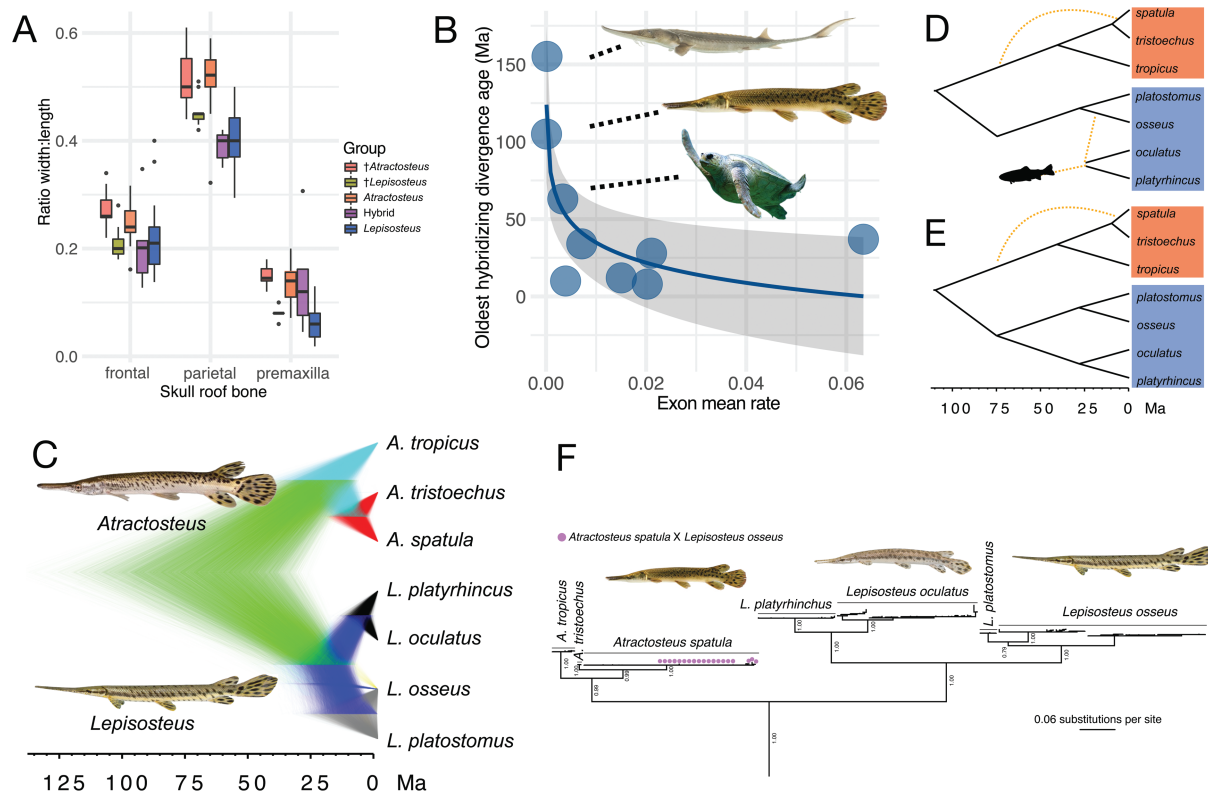 A
Ratio width:length
0.6
0.4
0.2
0.0
frontal
parietal
premaxilla
Skull roof bone
Group
†Atractosteus
†Lepisosteus
Atractosteus
Hybrid
Lepisosteus
B
Oldest hybridizing divergence age (Ma)
150
100
50
0
0.00
0.02
0.04
0.06
Exon mean rate
D
spatula
tristoechus
tropicus
platostomus
osseus
oculatus
platyrhincus
E
spatula
tristoechus
tropicus
platostomus
osseus
oculatus
platyrhincus
100 75 50 25 0 Ma
C
Atractosteus
Lepisosteus
A. tropicus
A. tristoechus
A. spatula
L. platyrhincus
L. oculatus
L. osseus
L. platostomus
125 100 75 50 25 0 Ma
F
Atractosteus spatula X Lepisosteus osseus
A. tropicus
A. tristoechus
Atractosteus spatula
L. platyrhinchus
Lepisosteus oculatus
L. platostomus
Lepisosteus osseus
1.00
1.00
0.99
1.00
0.99
1.00
1.00
1.00
0.79
1.00
1.00
1.00
0.06 substitutions per site